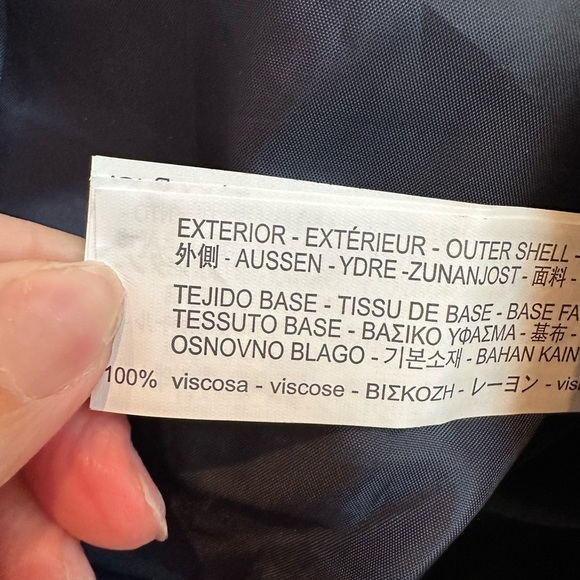 EXTERIOR - EXTÉRIEUR - OUTER SHELL -
外側 - AUSSEN - YDRE -ZUNANJOST - 面料 -
TEJIDO BASE - TISSU DE BASE - BASE FA
TESSUTO BASE - ΒΑΣΙΚΟ ΥΦΑΣΜΑ - 基布 -
OSNOVNO BLAGO - 기본소재 - BAHAN KAIN
100% viscosa - viscose - ΒΙΣΚΟΖΗ - レーヨン - vis